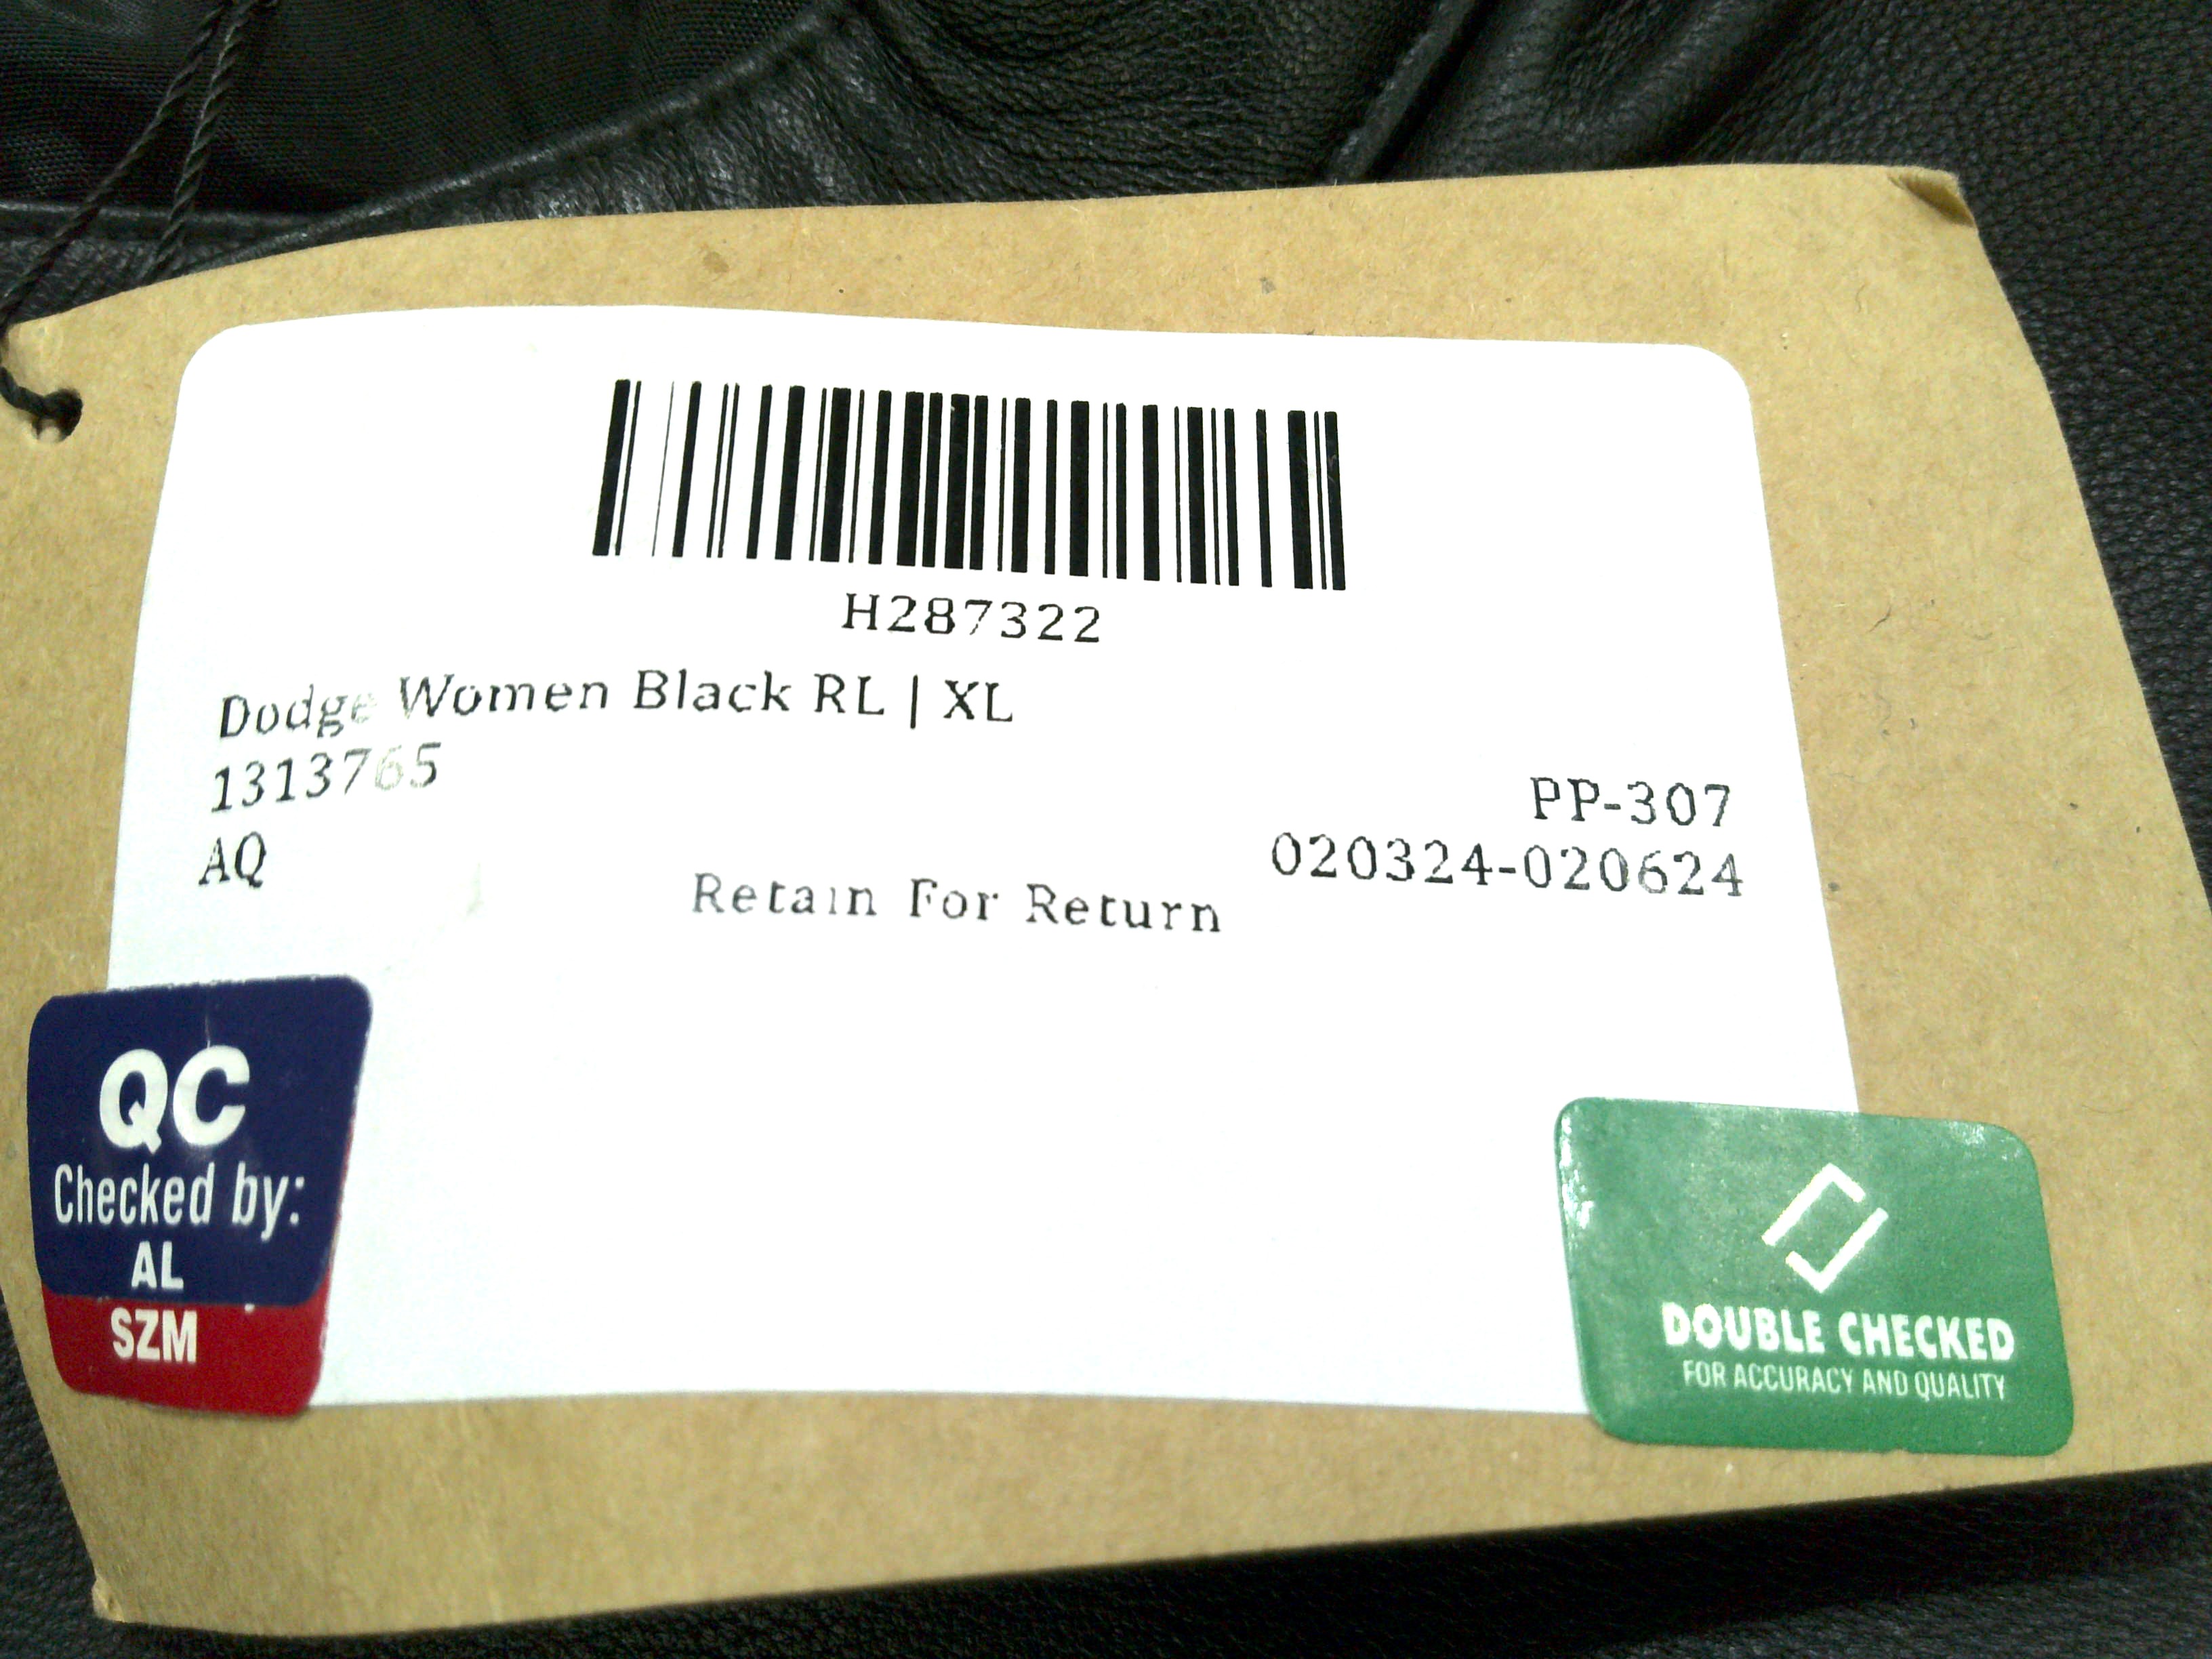 H287322
Dodge Women Black RL | XL
1313765
AQ
PP-307
020324-020624
Retain For Return
QC
Checked by:
AL
SZM
DOUBLE CHECKED
FOR ACCURACY AND QUALITY